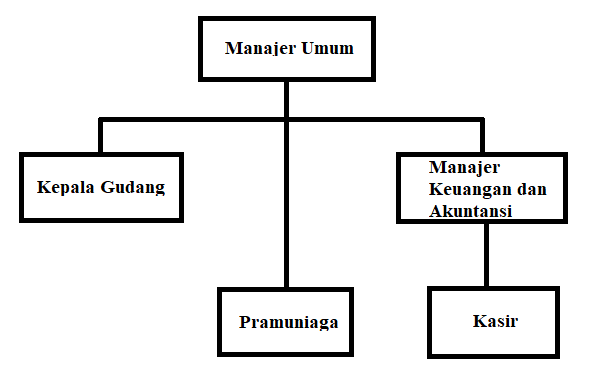 Manajer Umum
Kepala Gudang
Manajer
Keuangan dan
Akuntansi
Pramuniaga
Kasir